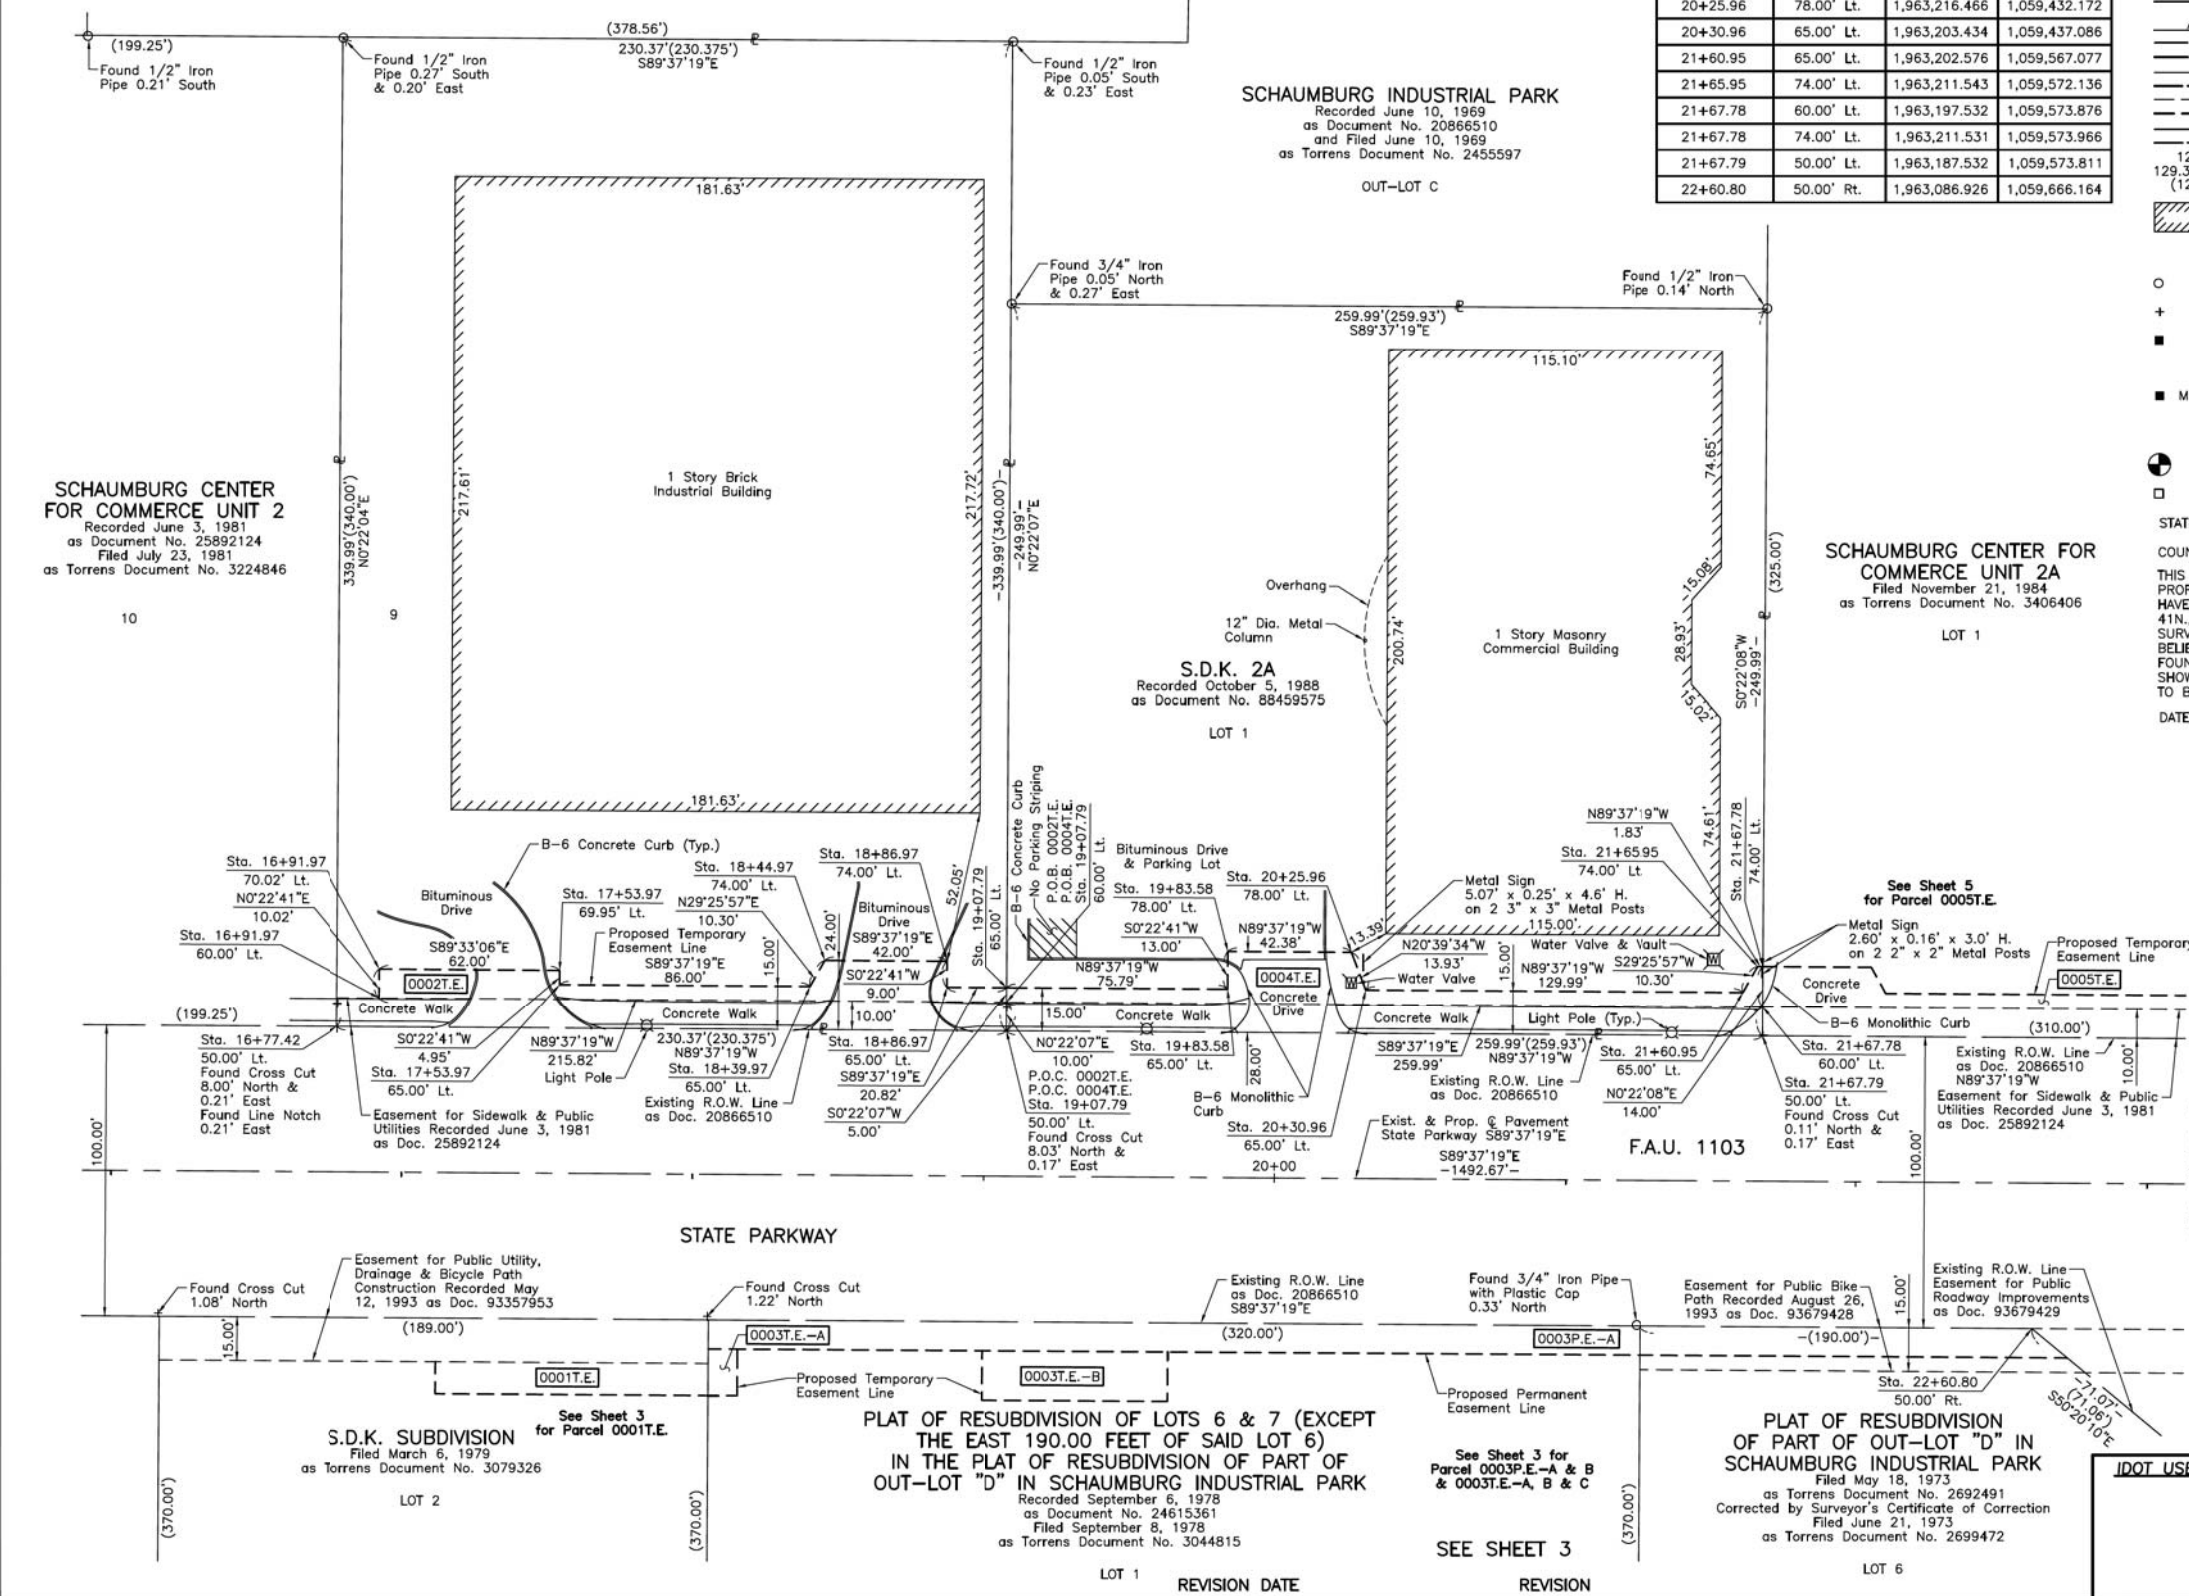 (199.25')
Found 1/2" Iron
Pipe 0.21' South
Found 1/2" Iron
Pipe 0.27' South
& 0.20' East
(378.56')
230.37'(230.375')
S89°37'19"E
Found 1/2" Iron
Pipe 0.05' South
& 0.23' East
SCHAUMBURG INDUSTRIAL PARK
Recorded June 10, 1969
as Document No. 20866510
and Filed June 10, 1969
as Torrens Document No. 2455597
OUT-LOT C
20+25.96 78.00' Lt. 1,963,216.466 1,059,432.172
20+30.96 65.00' Lt. 1,963,203.434 1,059,437.086
21+60.95 65.00' Lt. 1,963,202.576 1,059,567.077
21+65.95 74.00' Lt. 1,963,211.543 1,059,572.136
21+67.78 60.00' Lt. 1,963,197.532 1,059,573.876
21+67.78 74.00' Lt. 1,963,211.531 1,059,573.966
21+67.79 50.00' Lt. 1,963,187.532 1,059,573.811
22+60.80 50.00' Rt. 1,963,086.926 1,059,666.164
12
129.3
(12
M
STAT
COUN
THIS
PROP
HAVE
41N.,
SURV
BELIE
FOUN
SHOW
TO B
DATE
181.63'
217.61'
1 Story Brick
Industrial Building
217.72'
181.63'
339.99'(340.00')
N0°22'04"E
-339.99'(340.00')-
-249.99'-
N0°22'07"E
Found 3/4" Iron
Pipe 0.05' North
& 0.27' East
Found 1/2" Iron
Pipe 0.14' North
259.99'(259.93')
S89°37'19"E
115.10'
74.65'
15.08'
28.93'
15.02'
74.61'
200.74'
115.00'
1 Story Masonry
Commercial Building
Overhang
12" Dia. Metal
Column
S.D.K. 2A
Recorded October 5, 1988
as Document No. 88459575
LOT 1
SCHAUMBURG CENTER
FOR COMMERCE UNIT 2
Recorded June 3, 1981
as Document No. 25892124
Filed July 23, 1981
as Torrens Document No. 3224846
10
9
(325.00')
S0°22'08"W
-249.99'-
SCHAUMBURG CENTER FOR
COMMERCE UNIT 2A
Filed November 21, 1984
as Torrens Document No. 3406406
LOT 1
Sta. 16+91.97
70.02' Lt.
N0°22'41"E
10.02'
Sta. 16+91.97
60.00' Lt.
B-6 Concrete Curb (Typ.)
Bituminous
Drive
S89°33'06"E
62.00'
0002T.E.
Concrete Walk
Sta. 17+53.97
69.95' Lt.
Proposed Temporary
Easement Line
S89°37'19"E
86.00'
Sta. 18+44.97
74.00' Lt.
N29°25'57"E
10.30'
15.00'
24.00'
Concrete Walk
Sta. 18+86.97
74.00' Lt.
Bituminous
Drive
S89°37'19"E
42.00'
S0°22'41"W
9.00'
10.00'
52.05'
Sta. 19+07.79
65.00' Lt.
B-6 Concrete Curb
No Parking Striping
P.O.B. 0002T.E.
P.O.B. 0004T.E.
Sta. 19+07.79
60.00' Lt.
Bituminous Drive
& Parking Lot
Sta. 19+83.58
78.00' Lt.
S0°22'41"W
13.00'
N89°37'19"W
75.79'
15.00'
Concrete Walk
Sta. 20+25.96
78.00' Lt.
N89°37'19"W
42.38'
0004T.E.
Concrete
Drive
13.39'
Metal Sign
5.07' x 0.25' x 4.6' H.
on 2 3" x 3" Metal Posts
N20°39'34"W
13.93'
Water Valve
15.00'
Water Valve & Vault
N89°37'19"W
129.99'
S29°25'57"W
10.30'
N89°37'19"W
1.83'
Sta. 21+65.95
74.00' Lt.
Sta. 21+67.78
74.00' Lt.
See Sheet 5
for Parcel 0005T.E.
Metal Sign
2.60' x 0.16' x 3.0' H.
on 2 2" x 2" Metal Posts
Proposed Temporary
Easement Line
0005T.E.
Concrete
Drive
B-6 Monolithic Curb
(310.00')
Concrete Walk
Light Pole (Typ.)
(199.25')
Sta. 16+77.42
50.00' Lt.
Found Cross Cut
8.00' North &
0.21' East
Found Line Notch
0.21' East
S0°22'41"W
4.95'
Sta. 17+53.97
65.00' Lt.
Easement for Sidewalk & Public
Utilities Recorded June 3, 1981
as Doc. 25892124
N89°37'19"W
215.82'
Light Pole
230.37'(230.375')
N89°37'19"W
Sta. 18+39.97
65.00' Lt.
Existing R.O.W. Line
as Doc. 20866510
Sta. 18+86.97
65.00' Lt.
S89°37'19"E
20.82'
S0°22'07"W
5.00'
N0°22'07"E
10.00'
P.O.C. 0002T.E.
P.O.C. 0004T.E.
Sta. 19+07.79
50.00' Lt.
Found Cross Cut
8.03' North &
0.17' East
Sta. 19+83.58
65.00' Lt.
B-6 Monolithic
Curb
28.00'
Sta. 20+30.96
65.00' Lt.
20+00
S89°37'19"E
259.99'
259.99'(259.93')
N89°37'19"W
Existing R.O.W. Line
as Doc. 20866510
Exist. & Prop. ℄ Pavement
State Parkway S89°37'19"E
S89°37'19"E
-1492.67'-
Sta. 21+60.95
65.00' Lt.
N0°22'08"E
14.00'
F.A.U. 1103
Sta. 21+67.78
60.00' Lt.
Sta. 21+67.79
50.00' Lt.
Found Cross Cut
0.11' North &
0.17' East
Existing R.O.W. Line
as Doc. 20866510
N89°37'19"W
Easement for Sidewalk & Public
Utilities Recorded June 3, 1981
as Doc. 25892124
10.00'
100.00'
100.00'
STATE PARKWAY
Found Cross Cut
1.08' North
Easement for Public Utility,
Drainage & Bicycle Path
Construction Recorded May
12, 1993 as Doc. 93357953
15.00'
(189.00')
Found Cross Cut
1.22' North
0003T.E.-A
0001T.E.
Proposed Temporary
Easement Line
0003T.E.-B
Existing R.O.W. Line
as Doc. 20866510
S89°37'19"E
(320.00')
Found 3/4" Iron Pipe
with Plastic Cap
0.33' North
0003P.E.-A
Proposed Permanent
Easement Line
Easement for Public Bike
Path Recorded August 26,
1993 as Doc. 93679428
-(190.00')-
15.00'
Existing R.O.W. Line
Easement for Public
Roadway Improvements
as Doc. 93679429
Sta. 22+60.80
50.00' Rt.
-71.07'-
(71.06')
S50°20'10"E
See Sheet 3
for Parcel 0001T.E.
S.D.K. SUBDIVISION
Filed March 6, 1979
as Torrens Document No. 3079326
LOT 2
(370.00')
(370.00')
PLAT OF RESUBDIVISION OF LOTS 6 & 7 (EXCEPT
THE EAST 190.00 FEET OF SAID LOT 6)
IN THE PLAT OF RESUBDIVISION OF PART OF
OUT-LOT "D" IN SCHAUMBURG INDUSTRIAL PARK
Recorded September 6, 1978
as Document No. 24615361
Filed September 8, 1978
as Torrens Document No. 3044815
LOT 1
See Sheet 3 for
Parcel 0003P.E.-A & B
& 0003T.E.-A, B & C
SEE SHEET 3
(370.00')
PLAT OF RESUBDIVISION
OF PART OF OUT-LOT "D" IN
SCHAUMBURG INDUSTRIAL PARK
Filed May 18, 1973
as Torrens Document No. 2692491
Corrected by Surveyor's Certificate of Correction
Filed June 21, 1973
as Torrens Document No. 2699472
LOT 6
IDOT USE
REVISION DATE
REVISION